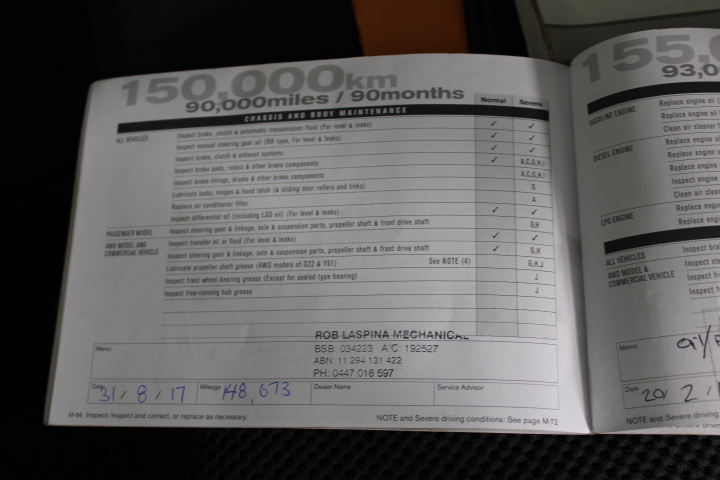 150,000km
90,000miles / 90months
CHASSIS AND BODY MAINTENANCE
Normal Severe
ALL VEHICLES
Inspect brake, clutch & automatic transmission fluid (For level & leaks) ✓ ✓
Inspect manual steering gear oil (RB type, For level & leaks) ✓ ✓
Inspect brake, clutch & exhaust systems ✓ ✓
Inspect brake pads, rotors & other brake components ✓ A,C,G,H,I
Inspect brake linings, drums & other brake components A,C,G,H,I
Lubricate locks, hinges & hood latch (& sliding door rollers and links) G
Replace air conditioner filter A
Inspect differential oil (including LSD oil) (For level & leaks) ✓ ✓
PASSENGER MODEL Inspect steering gear & linkage, axle & suspension parts, propeller shaft & front drive shaft G,H
4WD MODEL AND COMMERCIAL VEHICLE
Inspect transfer oil or fluid (For level & leaks) ✓ ✓
Inspect steering gear & linkage, axle & suspension parts, propeller shaft & front drive shaft ✓ G,H
Lubricate propeller shaft grease (4WD models of D22 & Y61) See NOTE (4) G,H,J
Inspect front wheel bearing grease (Except for sealed type bearing) J
Inspect free-running hub grease J
Memo
ROB LASPINA MECHANICAL
BSB: 034223 A/C: 192527
ABN: 11 294 131 422
PH: 0447 018 597
Date 31 / 8 / 17 Mileage 148,673 Dealer Name Service Advisor
M-66 Inspect: Inspect and correct, or replace as necessary. NOTE and Severe driving conditions: See page M-72
155,0
93,0
GASOLINE ENGINE
Replace engine oil
Replace engine oil
Clean air cleaner
DIESEL ENGINE
Replace engine
Replace engine
Replace engine
Inspect engine
Replace engine
Clean air clea
LPG ENGINE
Replace engin
Replace eng
ALL VEHICLES Inspect bra
4WD MODEL & COMMERCIAL VEHICLE
Inspect ste
Inspect
Inspect f
Memo
Date 20/ 2 /
NOTE and Severe driving